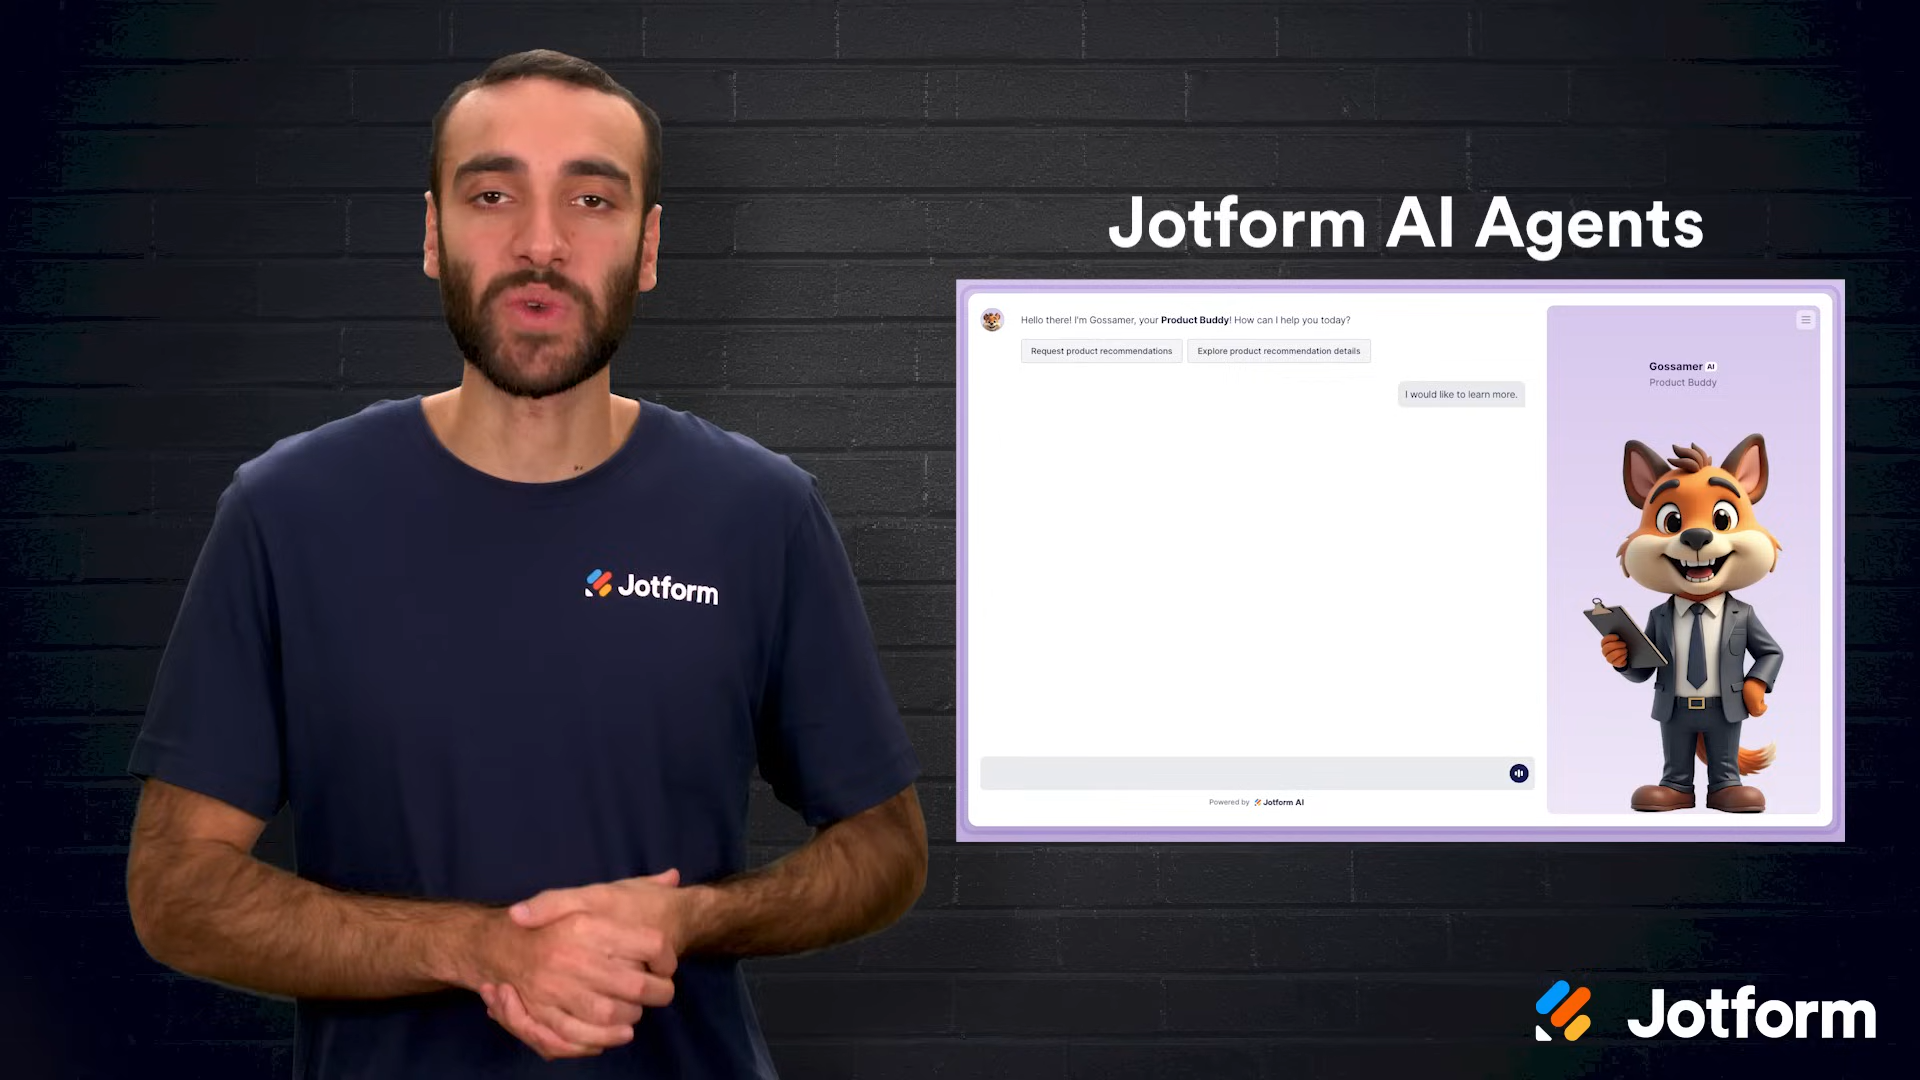 Jotform AI Agents
Hello there! I'm Gossamer, your Product Buddy! How can I help you today?
Request product recommendations
Explore product recommendation details
I would like to learn more.
Gossamer AI
Product Buddy
Powered by Jotform AI
Jotform
Jotform